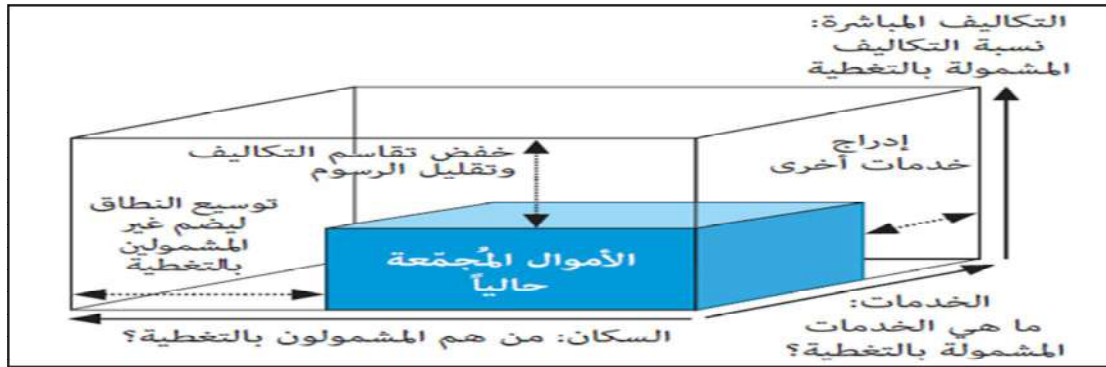 التكاليف المباشرة:
نسبة التكاليف
المشمولة بالتغطية
إدراج
خدمات أخرى
خفض تقاسم التكاليف
وتقليل الرسوم
توسيع النطاق
ليضم غير
المشمولين
بالتغطية
الأموال المُجمّعة
حالياً
الخدمات:
ما هي الخدمات
المشمولة بالتغطية؟
السكان: من هم المشمولون بالتغطية؟